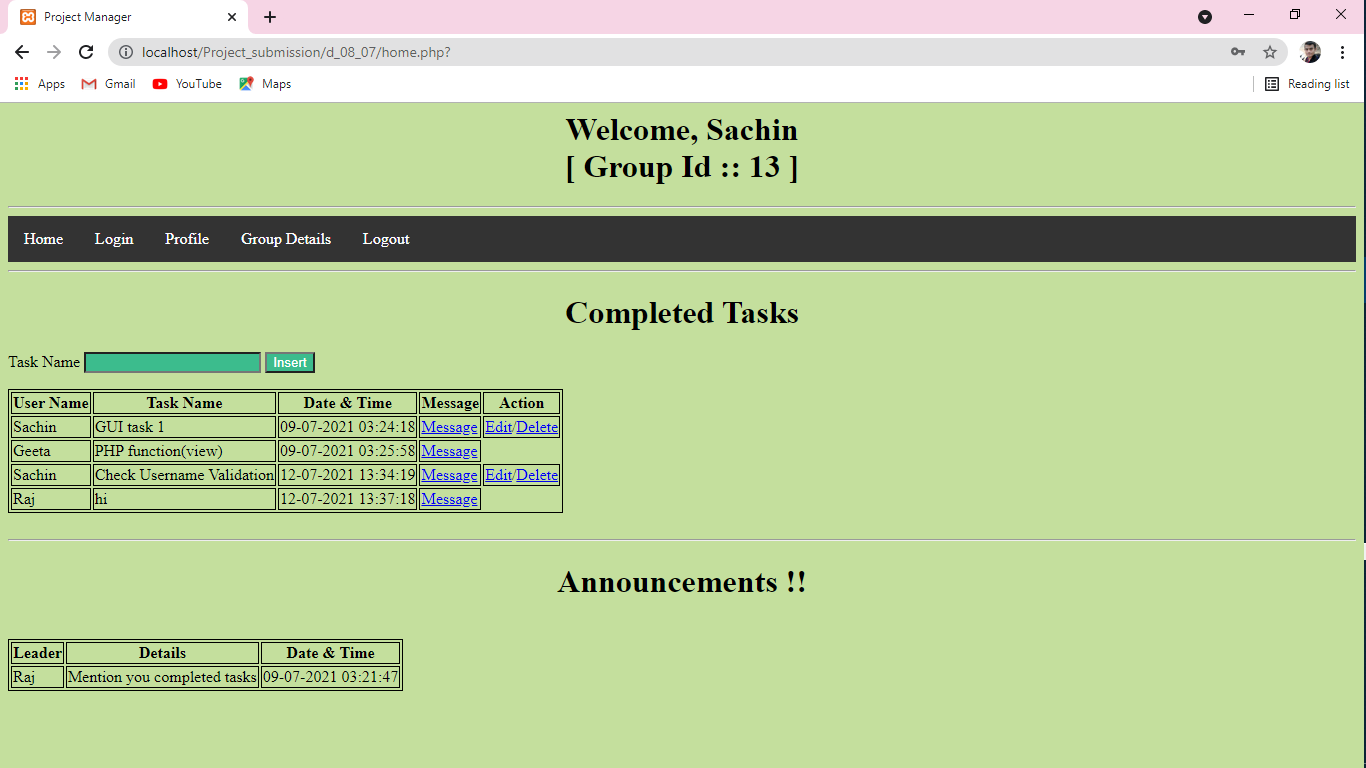 Project Manager
localhost/Project_submission/d_08_07/home.php?
Apps Gmail YouTube Maps Reading list
Welcome, Sachin
[ Group Id :: 13 ]
Home Login Profile Group Details Logout
Completed Tasks
Task Name Insert
User Name Task Name Date & Time Message Action
Sachin GUI task 1 09-07-2021 03:24:18 Message Edit/Delete
Geeta PHP function(view) 09-07-2021 03:25:58 Message
Sachin Check Username Validation 12-07-2021 13:34:19 Message Edit/Delete
Raj hi 12-07-2021 13:37:18 Message
Announcements !!
Leader Details Date & Time
Raj Mention you completed tasks 09-07-2021 03:21:47